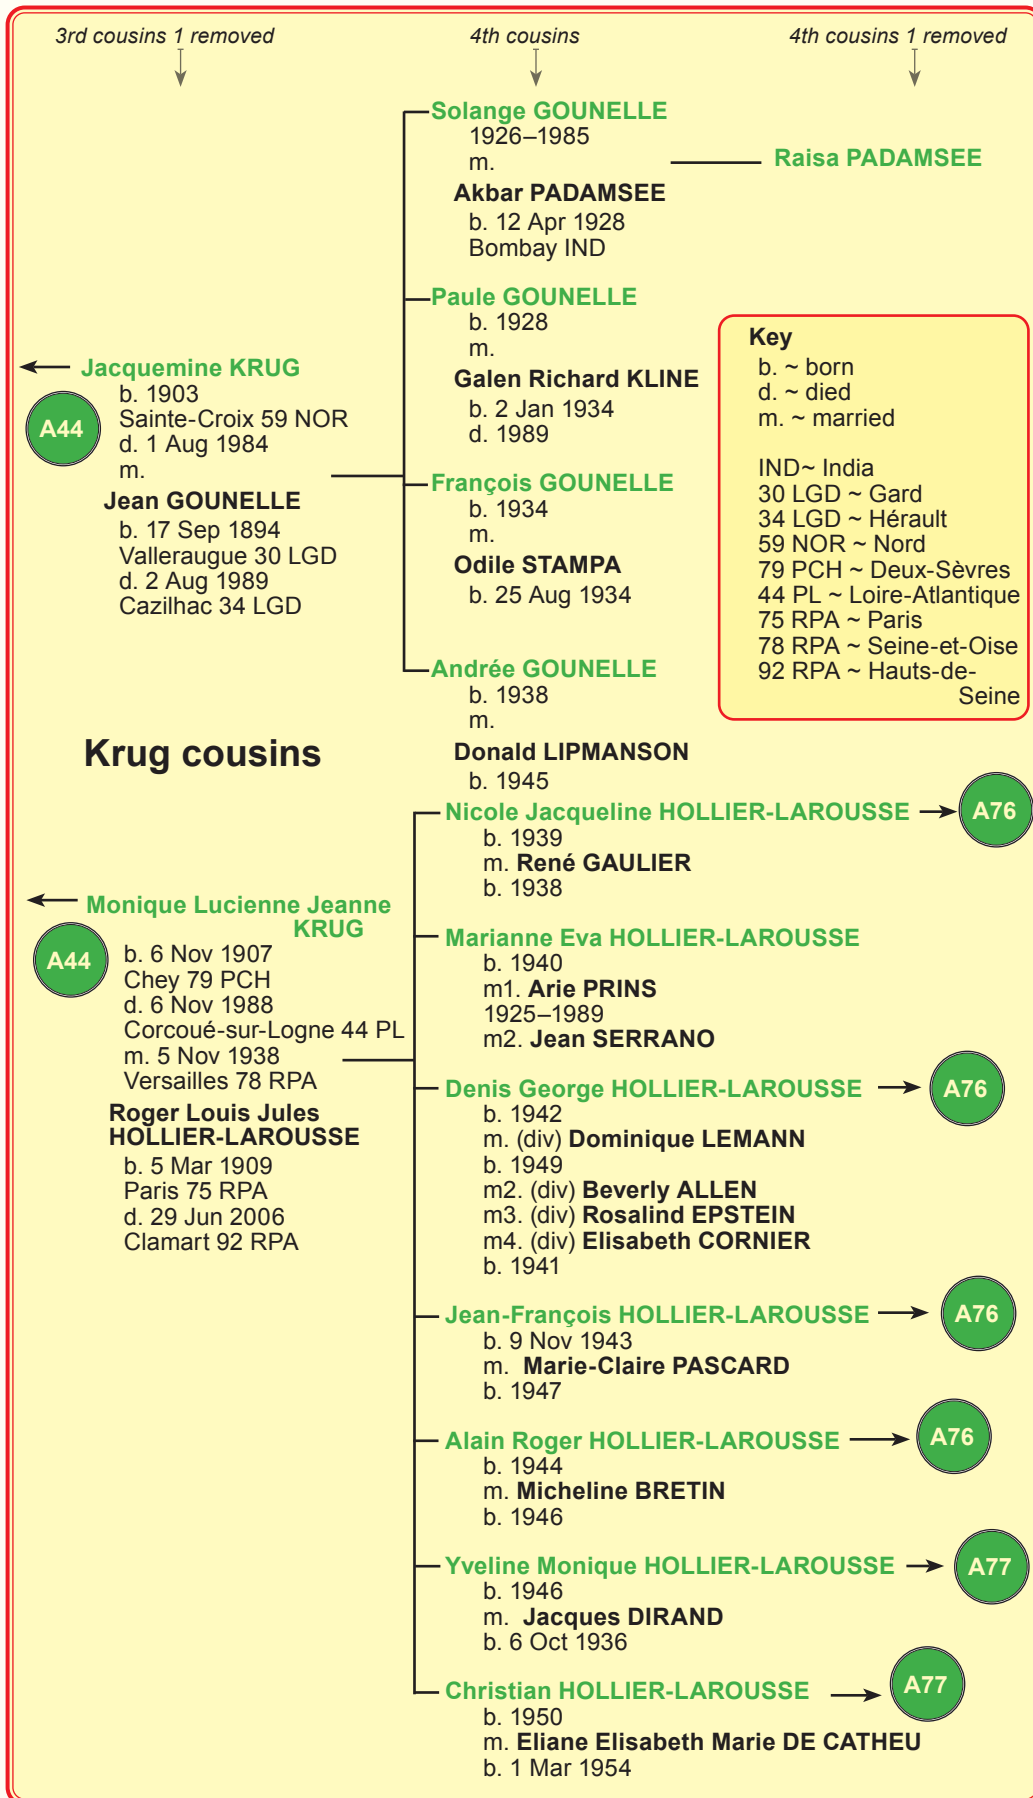 3rd cousins 1 removed
4th cousins
4th cousins 1 removed
Solange GOUNELLE
1926–1985
m.
Akbar PADAMSEE
b. 12 Apr 1928
Bombay IND
Raisa PADAMSEE
Paule GOUNELLE
b. 1928
m.
Galen Richard KLINE
b. 2 Jan 1934
d. 1989
Key
b. ~ born
d. ~ died
m. ~ married
IND~ India
30 LGD ~ Gard
34 LGD ~ Hérault
59 NOR ~ Nord
79 PCH ~ Deux-Sèvres
44 PL ~ Loire-Atlantique
75 RPA ~ Paris
78 RPA ~ Seine-et-Oise
92 RPA ~ Hauts-de-
Seine
Jacquemine KRUG
A44
b. 1903
Sainte-Croix 59 NOR
d. 1 Aug 1984
m.
Jean GOUNELLE
b. 17 Sep 1894
Valleraugue 30 LGD
d. 2 Aug 1989
Cazilhac 34 LGD
François GOUNELLE
b. 1934
m.
Odile STAMPA
b. 25 Aug 1934
Andrée GOUNELLE
b. 1938
m.
Donald LIPMANSON
b. 1945
Krug cousins
Nicole Jacqueline HOLLIER-LAROUSSE
A76
b. 1939
m. René GAULIER
b. 1938
Monique Lucienne Jeanne
KRUG
A44
b. 6 Nov 1907
Chey 79 PCH
d. 6 Nov 1988
Corcoué-sur-Logne 44 PL
m. 5 Nov 1938
Versailles 78 RPA
Roger Louis Jules
HOLLIER-LAROUSSE
b. 5 Mar 1909
Paris 75 RPA
d. 29 Jun 2006
Clamart 92 RPA
Marianne Eva HOLLIER-LAROUSSE
b. 1940
m1. Arie PRINS
1925–1989
m2. Jean SERRANO
Denis George HOLLIER-LAROUSSE
A76
b. 1942
m. (div) Dominique LEMANN
b. 1949
m2. (div) Beverly ALLEN
m3. (div) Rosalind EPSTEIN
m4. (div) Elisabeth CORNIER
b. 1941
Jean-François HOLLIER-LAROUSSE
A76
b. 9 Nov 1943
m. Marie-Claire PASCARD
b. 1947
Alain Roger HOLLIER-LAROUSSE
A76
b. 1944
m. Micheline BRETIN
b. 1946
Yveline Monique HOLLIER-LAROUSSE
A77
b. 1946
m. Jacques DIRAND
b. 6 Oct 1936
Christian HOLLIER-LAROUSSE
A77
b. 1950
m. Eliane Elisabeth Marie DE CATHEU
b. 1 Mar 1954